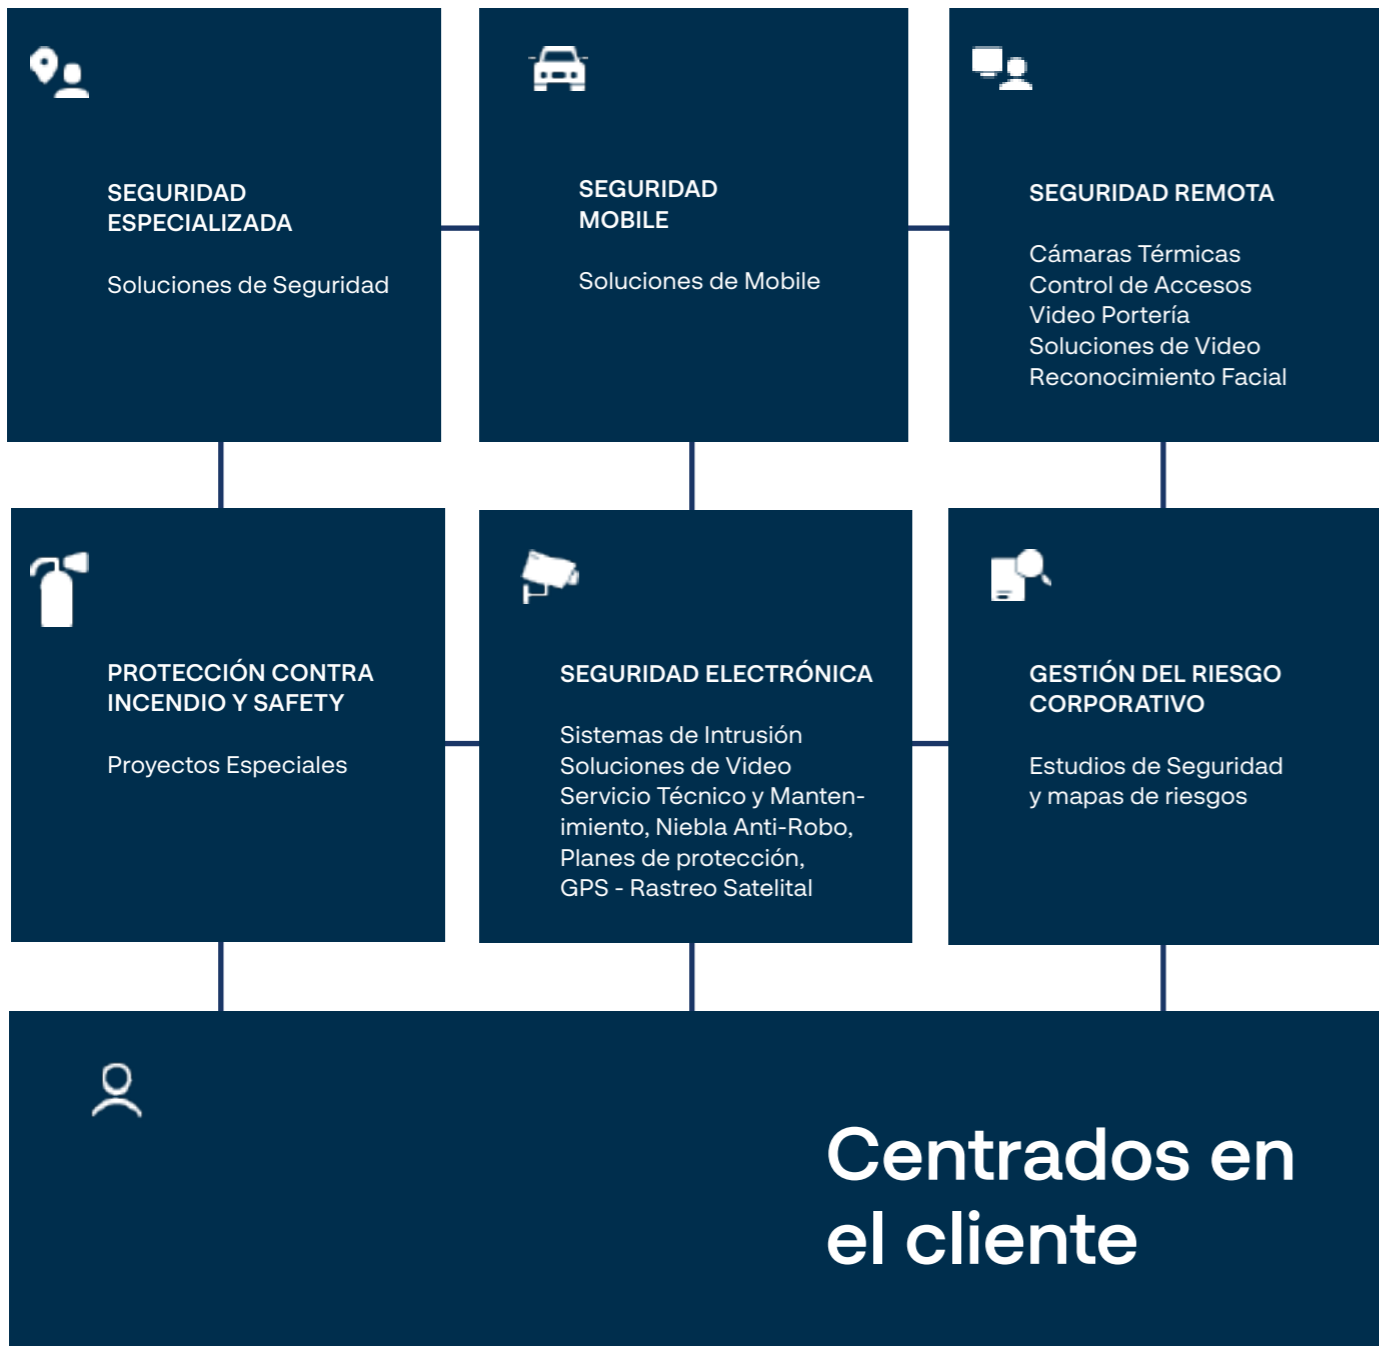 SEGURIDAD
ESPECIALIZADA
Soluciones de Seguridad
SEGURIDAD
MOBILE
Soluciones de Mobile
SEGURIDAD REMOTA
Cámaras Térmicas
Control de Accesos
Video Portería
Soluciones de Video
Reconocimiento Facial
PROTECCIÓN CONTRA
INCENDIO Y SAFETY
Proyectos Especiales
SEGURIDAD ELECTRÓNICA
Sistemas de Intrusión
Soluciones de Video
Servicio Técnico y Manten-
imiento, Niebla Anti-Robo,
Planes de protección,
GPS - Rastreo Satelital
GESTIÓN DEL RIESGO
CORPORATIVO
Estudios de Seguridad
y mapas de riesgos
Centrados en
el cliente